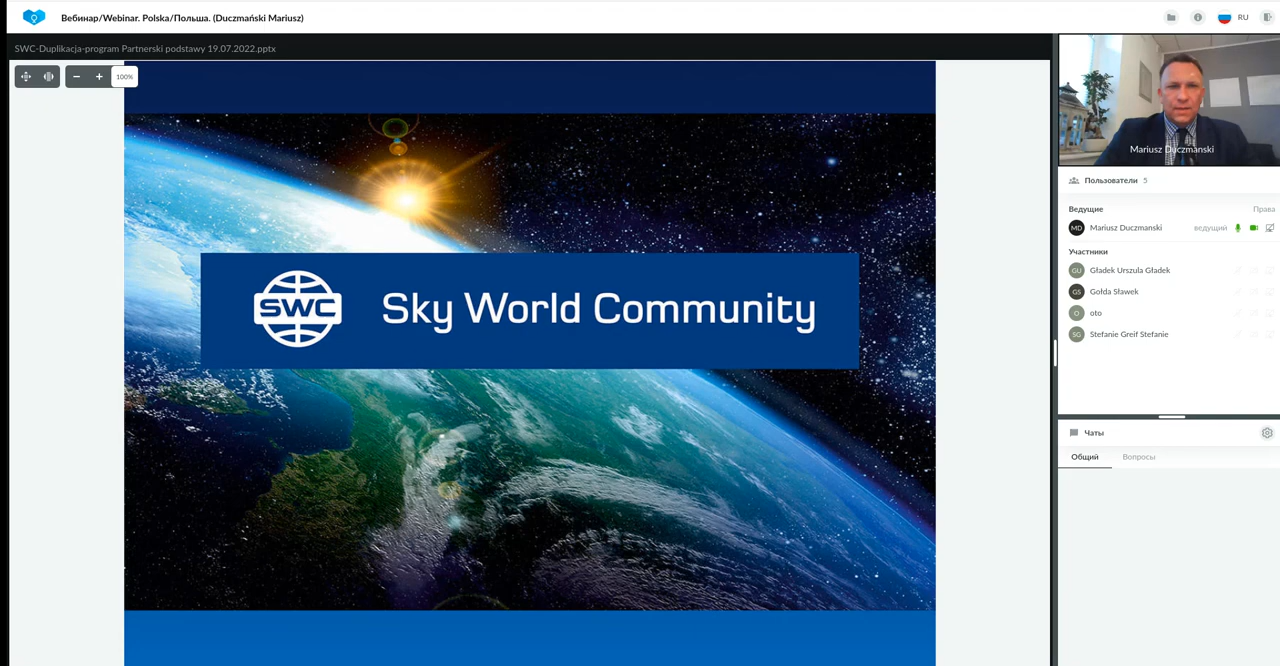 Вебинар/Webinar. Polska/Польша. (Duczmański Mariusz)
RU
SWC-Duplikacja-program Partnerski podstawy 19.07.2022.pptx
100%
SWC
Sky World Community
Mariusz Duczmanski
Пользователи 5
Ведущие Права
MD Mariusz Duczmanski ведущий
Участники
GU Gładek Urszula Gładek
GS Gołda Sławek
O oto
SG Stefanie Greif Stefanie
Чаты
Общий Вопросы